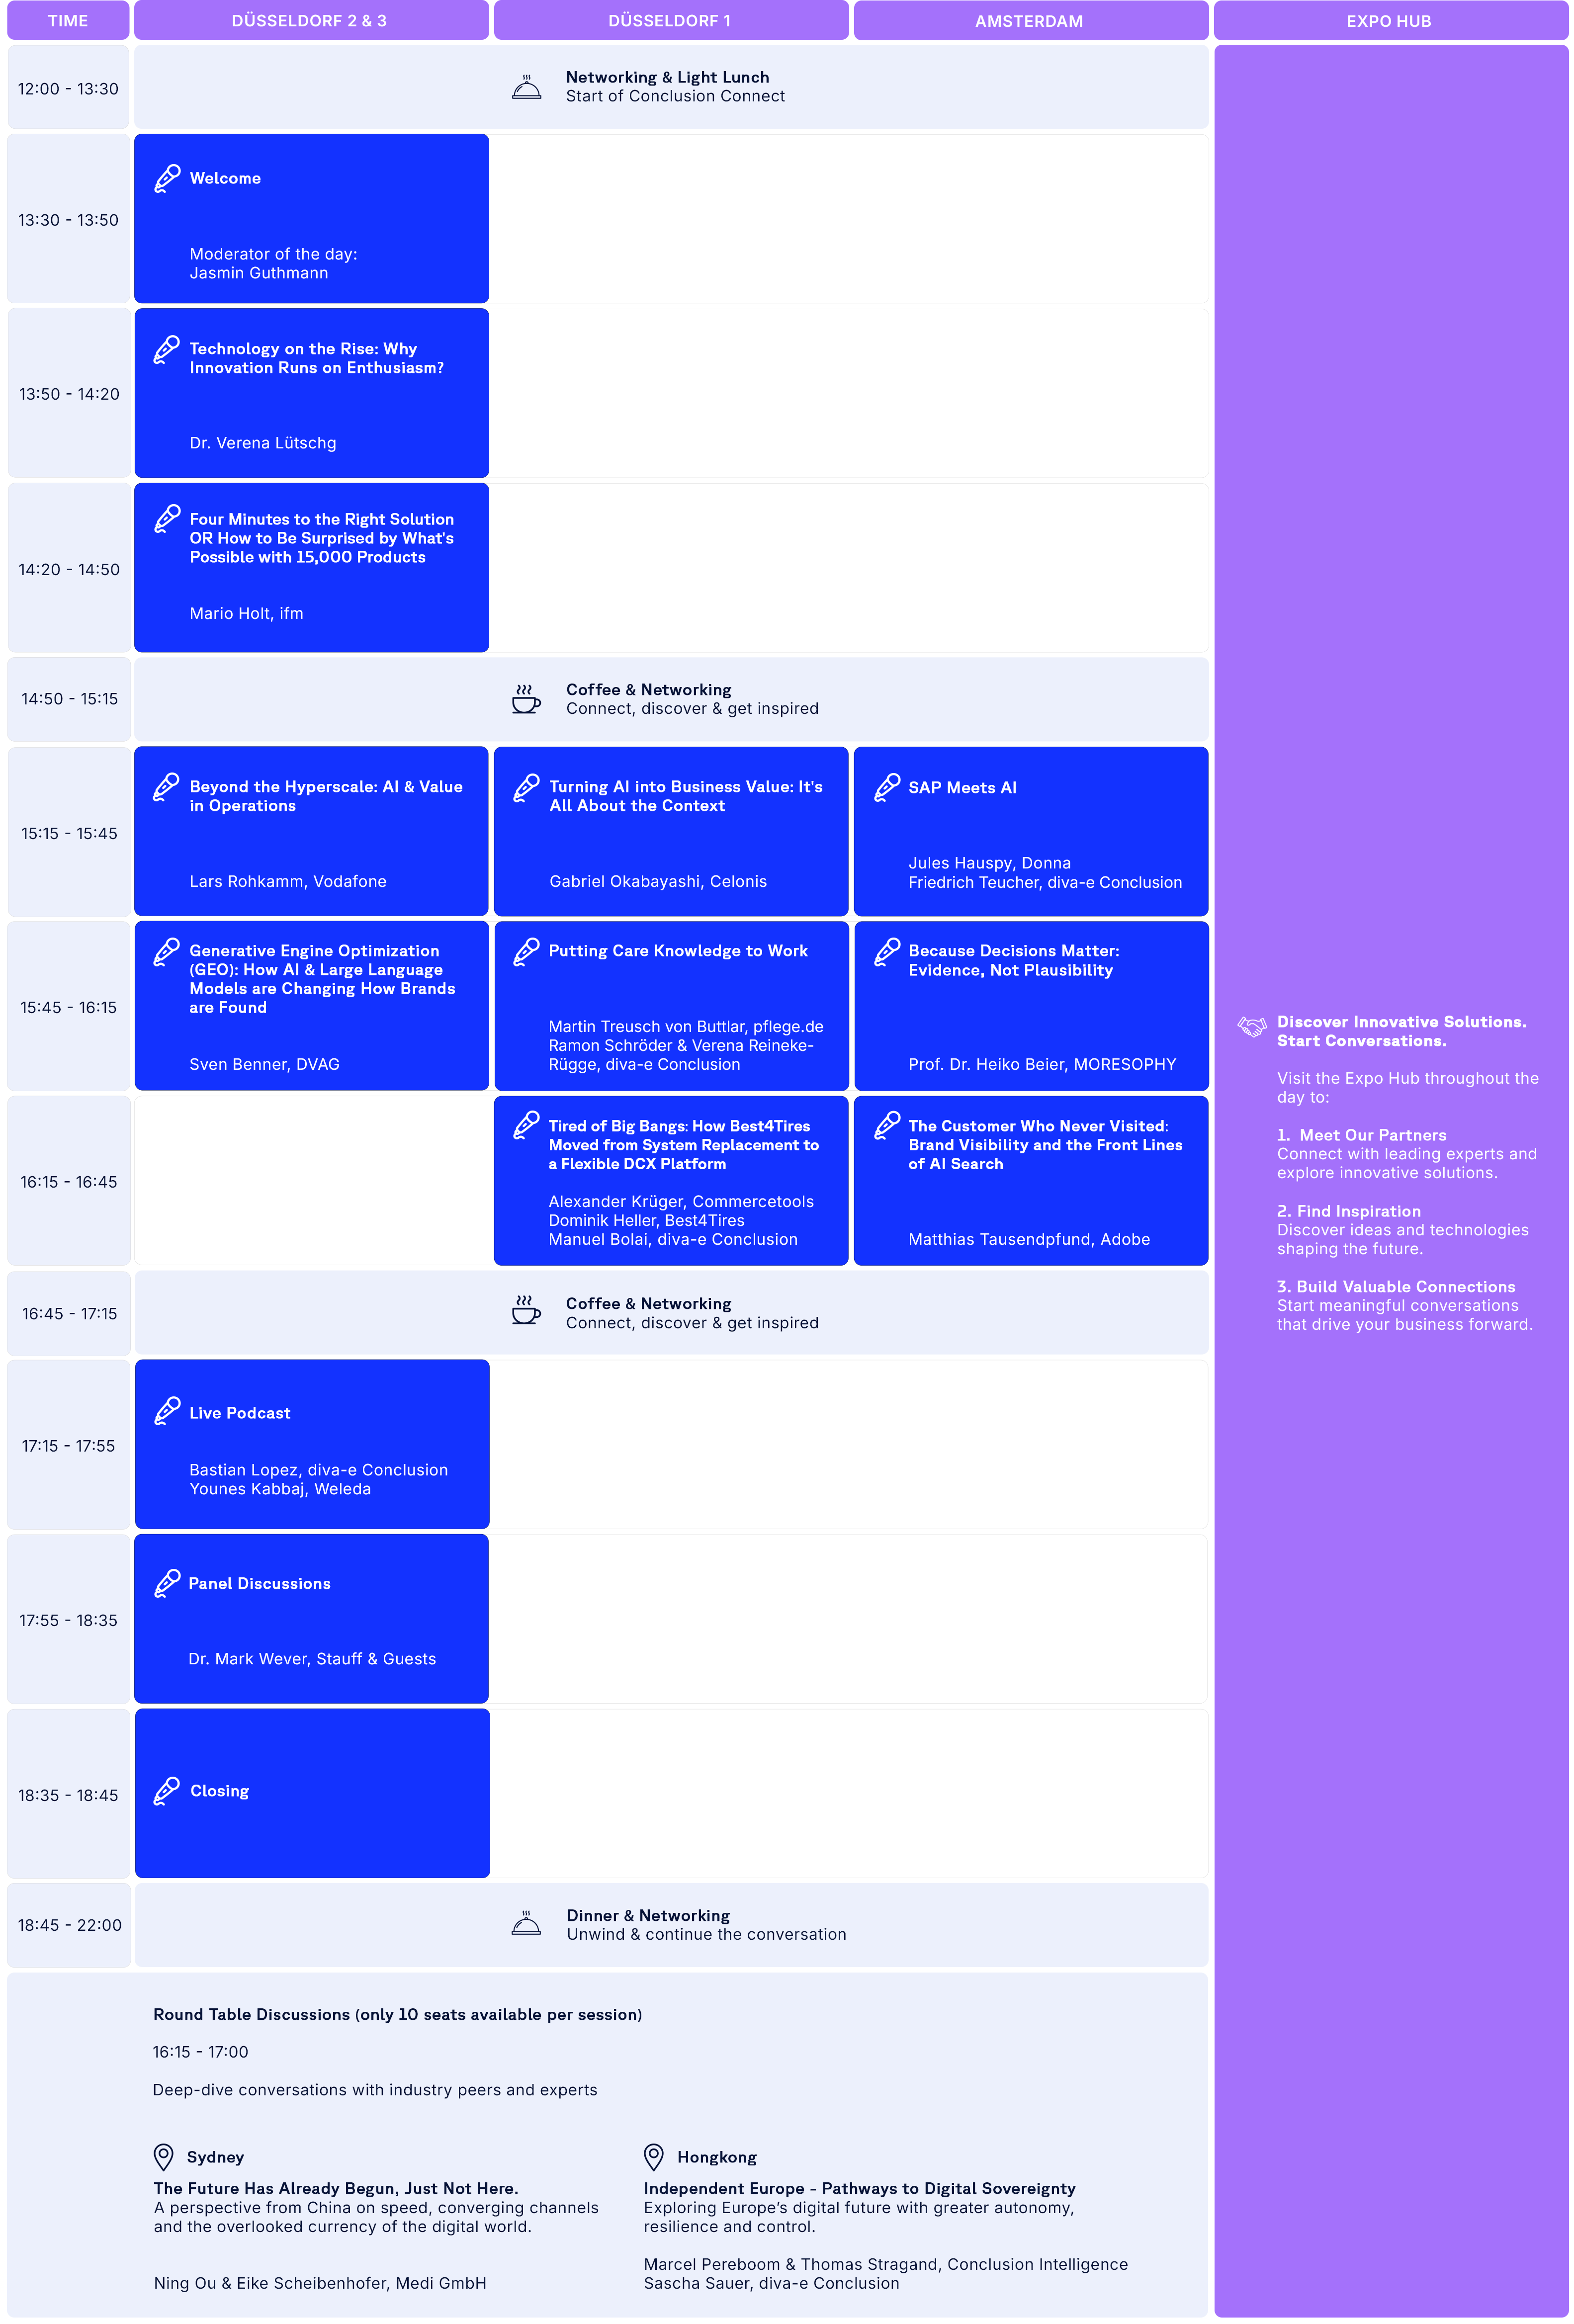 TIME
DÜSSELDORF 2 & 3
DÜSSELDORF 1
AMSTERDAM
EXPO HUB
12:00 - 13:30
Networking & Light Lunch
Start of Conclusion Connect
13:30 - 13:50
Welcome
Moderator of the day:
Jasmin Guthmann
13:50 - 14:20
Technology on the Rise: Why
Innovation Runs on Enthusiasm?
Dr. Verena Lütschg
14:20 - 14:50
Four Minutes to the Right Solution
OR How to Be Surprised by What's
Possible with 15,000 Products
Mario Holt, ifm
14:50 - 15:15
Coffee & Networking
Connect, discover & get inspired
15:15 - 15:45
Beyond the Hyperscale: AI & Value
in Operations
Lars Rohkamm, Vodafone
Turning AI into Business Value: It's
All About the Context
Gabriel Okabayashi, Celonis
SAP Meets AI
Jules Hauspy, Donna
Friedrich Teucher, diva-e Conclusion
15:45 - 16:15
Generative Engine Optimization
(GEO): How AI & Large Language
Models are Changing How Brands
are Found
Sven Benner, DVAG
Putting Care Knowledge to Work
Martin Treusch von Buttlar, pflege.de
Ramon Schröder & Verena Reineke-
Rügge, diva-e Conclusion
Because Decisions Matter:
Evidence, Not Plausibility
Prof. Dr. Heiko Beier, MORESOPHY
16:15 - 16:45
Tired of Big Bangs: How Best4Tires
Moved from System Replacement to
a Flexible DCX Platform
Alexander Krüger, Commercetools
Dominik Heller, Best4Tires
Manuel Bolai, diva-e Conclusion
The Customer Who Never Visited:
Brand Visibility and the Front Lines
of AI Search
Matthias Tausendpfund, Adobe
16:45 - 17:15
Coffee & Networking
Connect, discover & get inspired
17:15 - 17:55
Live Podcast
Bastian Lopez, diva-e Conclusion
Younes Kabbaj, Weleda
17:55 - 18:35
Panel Discussions
Dr. Mark Wever, Stauff & Guests
18:35 - 18:45
Closing
18:45 - 22:00
Dinner & Networking
Unwind & continue the conversation
Discover Innovative Solutions.
Start Conversations.
Visit the Expo Hub throughout the
day to:
1. Meet Our Partners
Connect with leading experts and
explore innovative solutions.
2. Find Inspiration
Discover ideas and technologies
shaping the future.
3. Build Valuable Connections
Start meaningful conversations
that drive your business forward.
Round Table Discussions (only 10 seats available per session)
16:15 - 17:00
Deep-dive conversations with industry peers and experts
Sydney
The Future Has Already Begun, Just Not Here.
A perspective from China on speed, converging channels
and the overlooked currency of the digital world.
Ning Ou & Eike Scheibenhofer, Medi GmbH
Hongkong
Independent Europe - Pathways to Digital Sovereignty
Exploring Europe's digital future with greater autonomy,
resilience and control.
Marcel Pereboom & Thomas Stragand, Conclusion Intelligence
Sascha Sauer, diva-e Conclusion